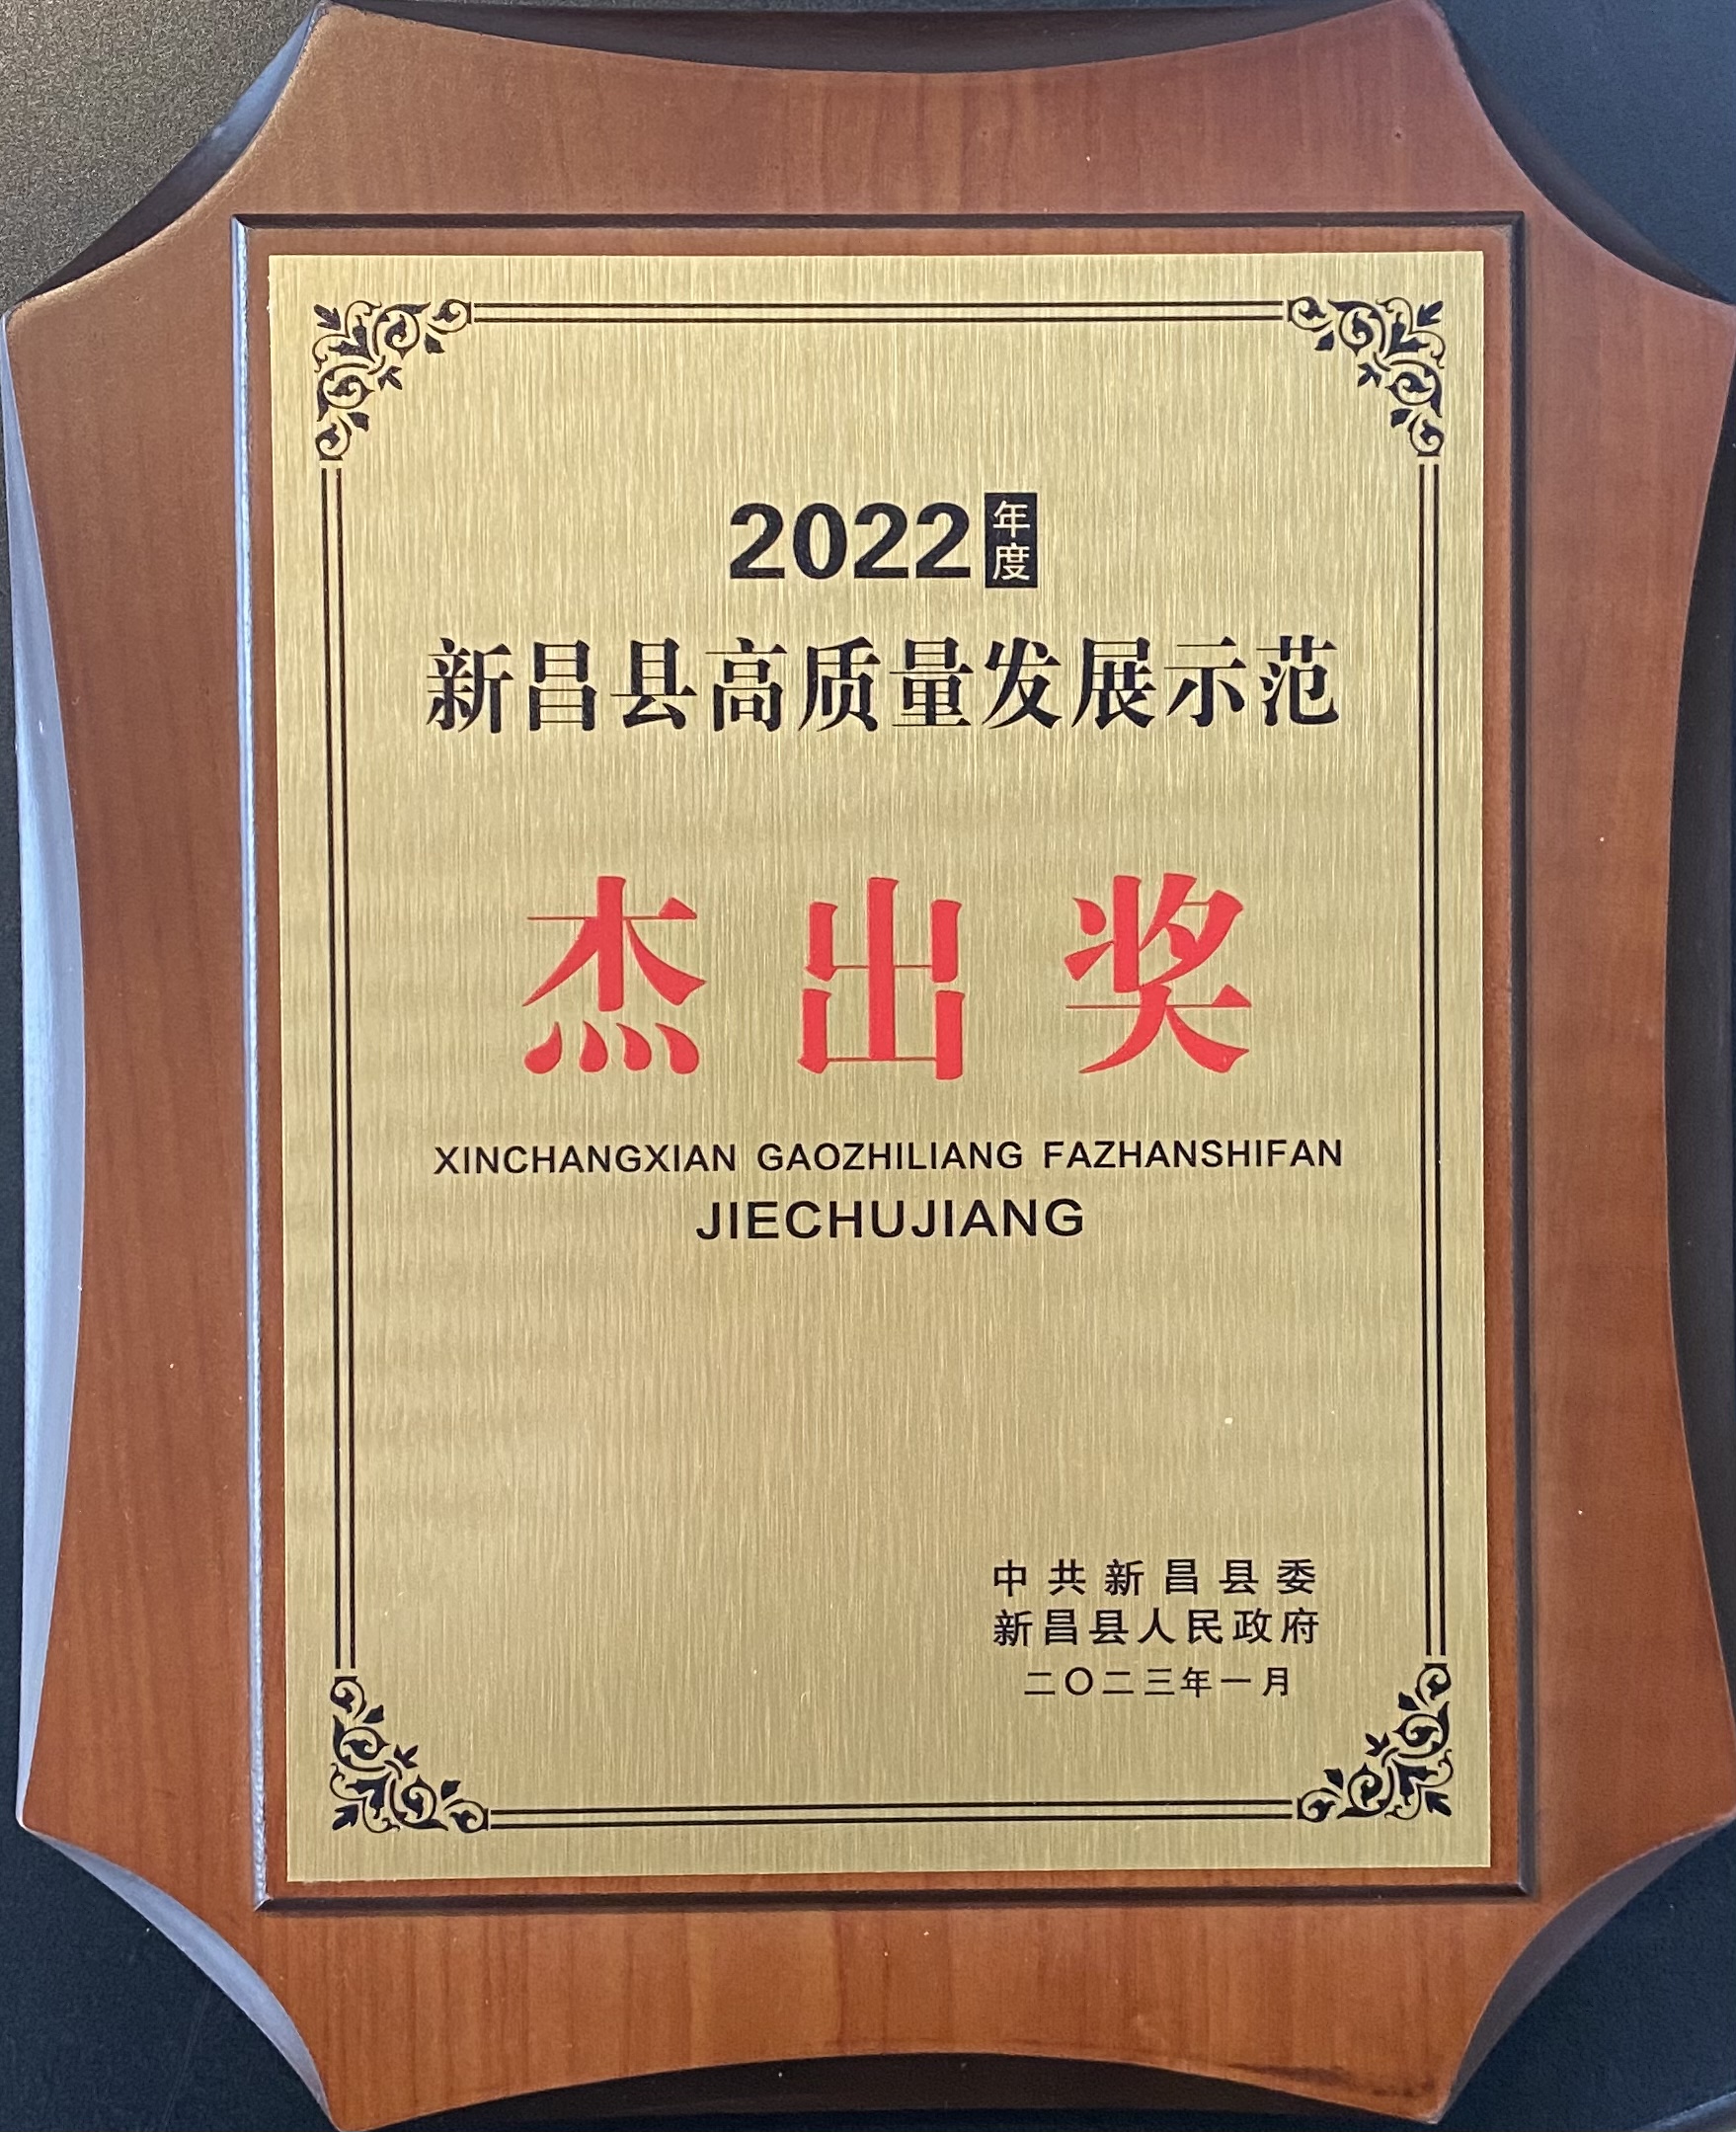 2022年度
新昌县高质量发展示范
杰出奖
XINCHANGXIAN GAOZHILIANG FAZHANSHIFAN
JIECHUJIANG
中共新昌县委
新昌县人民政府
二〇二三年一月